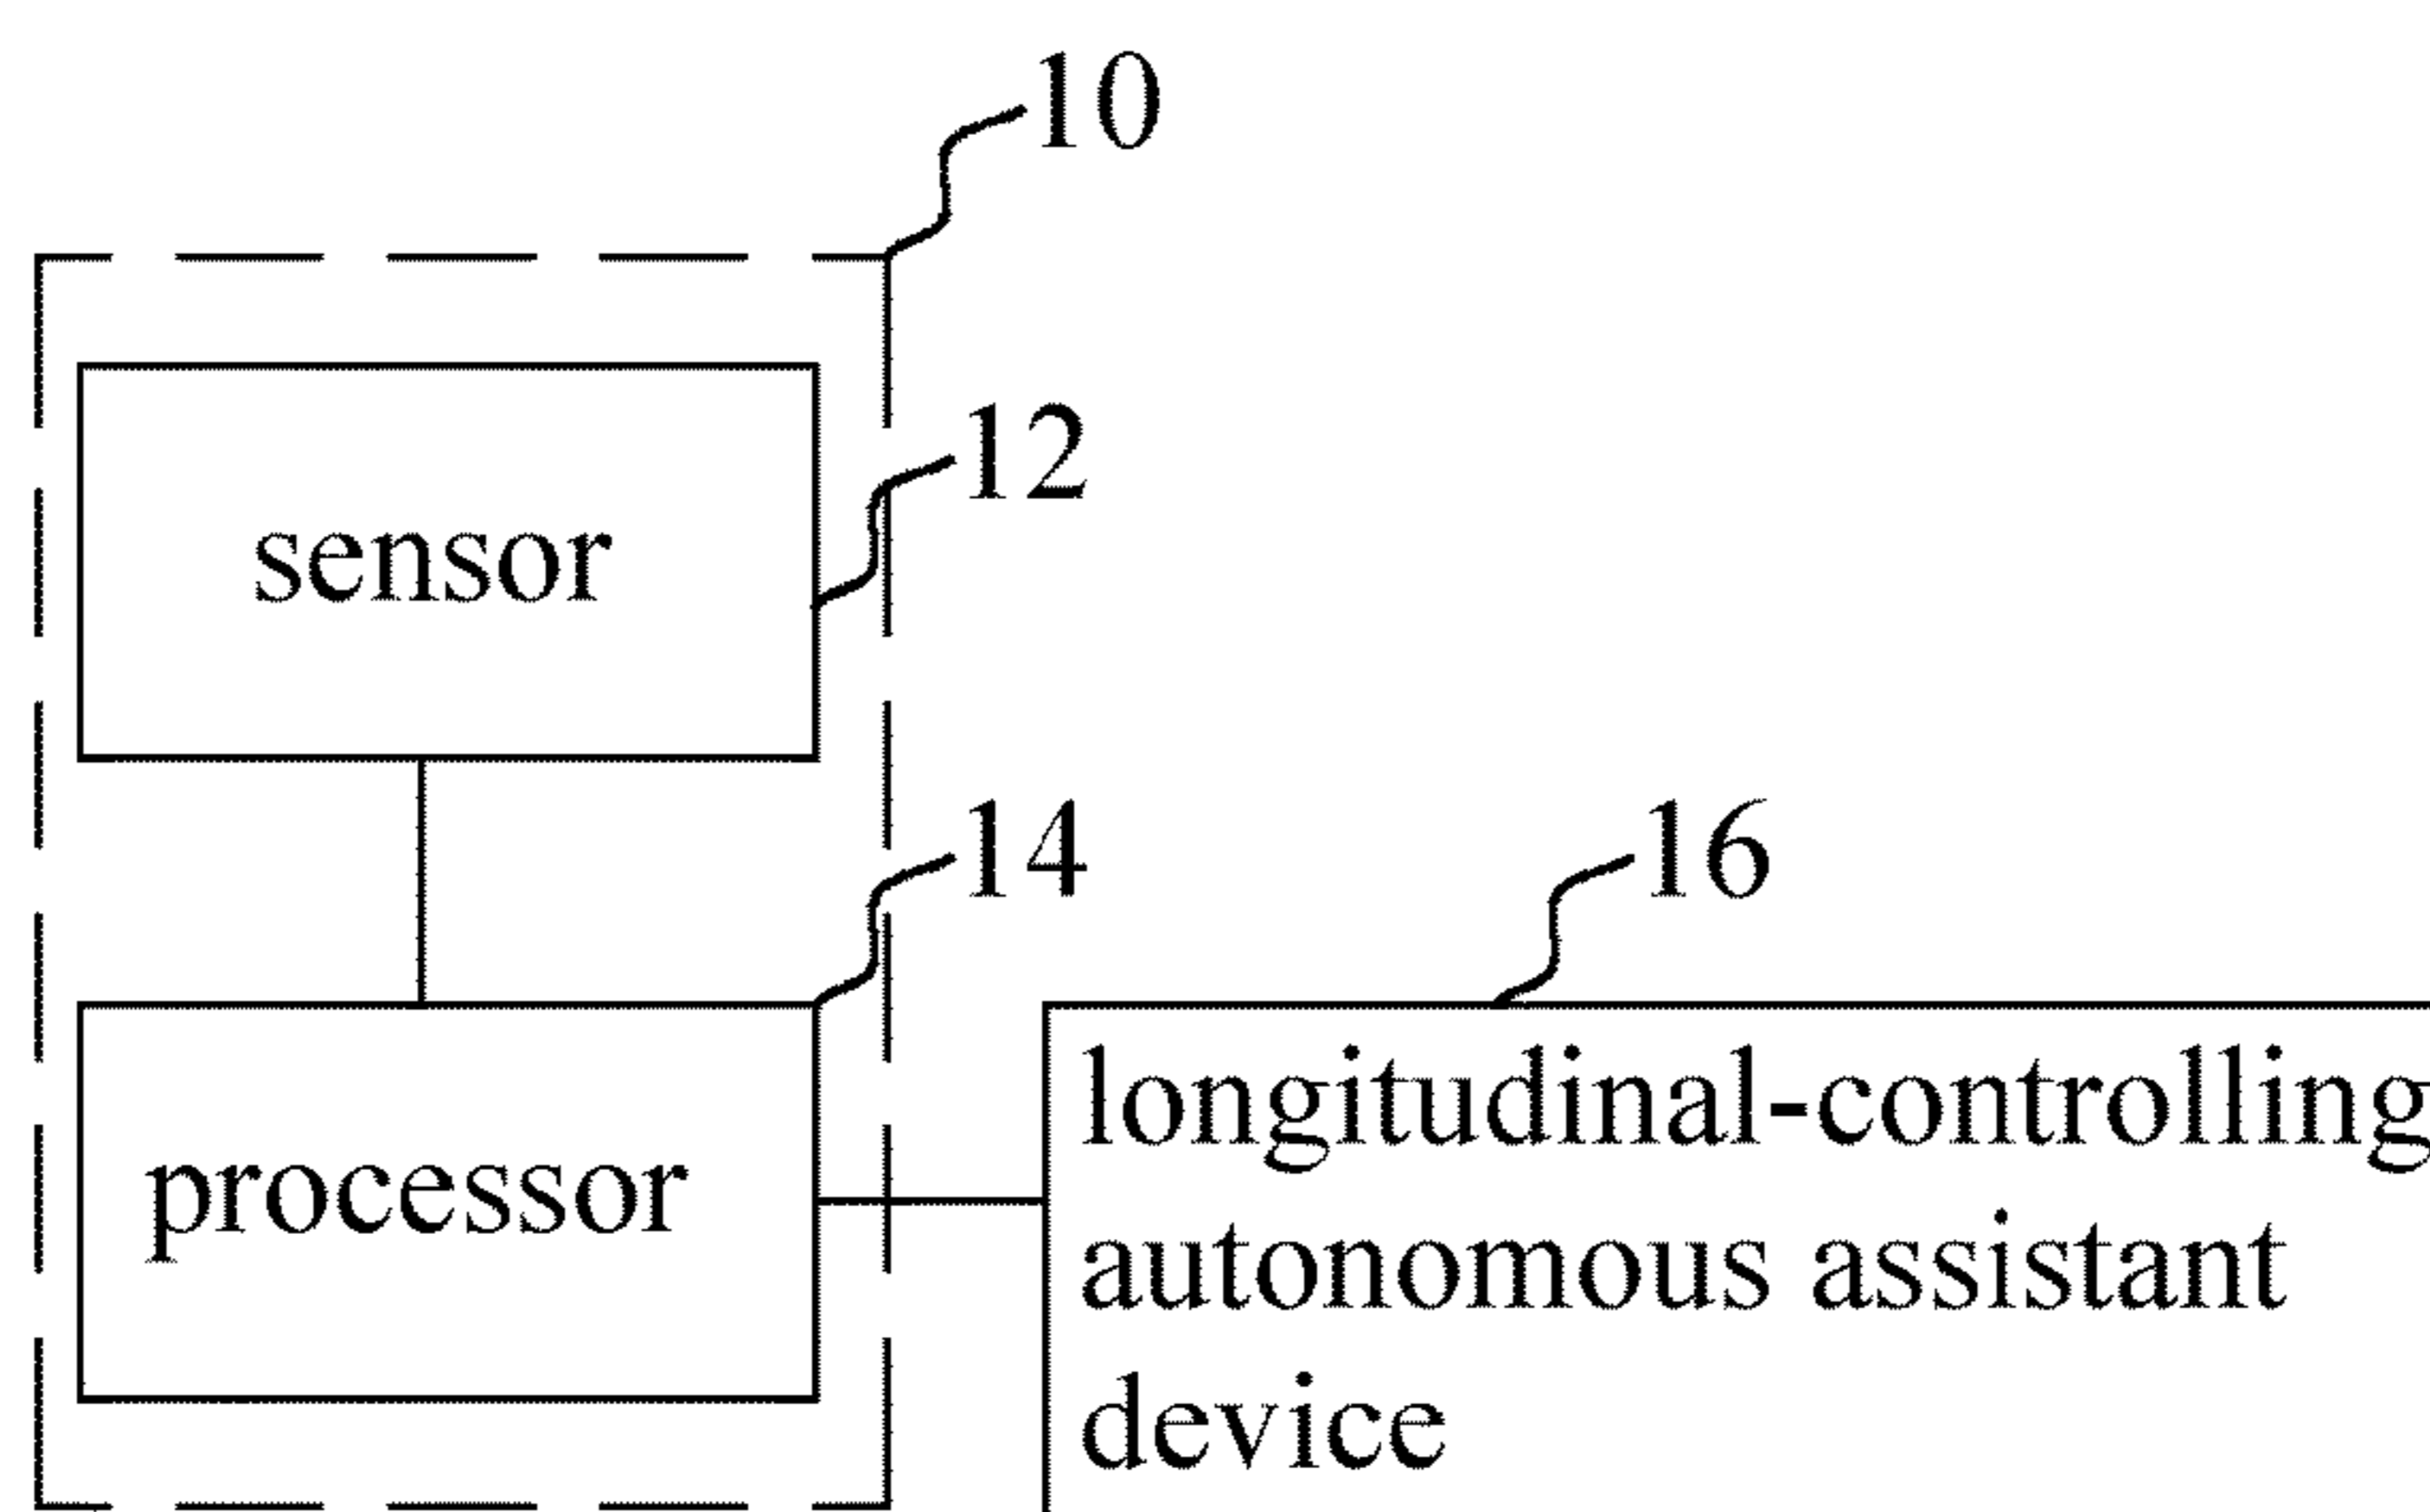 10
12
sensor
14
16
processor
longitudinal-controlling
autonomous assistant
device